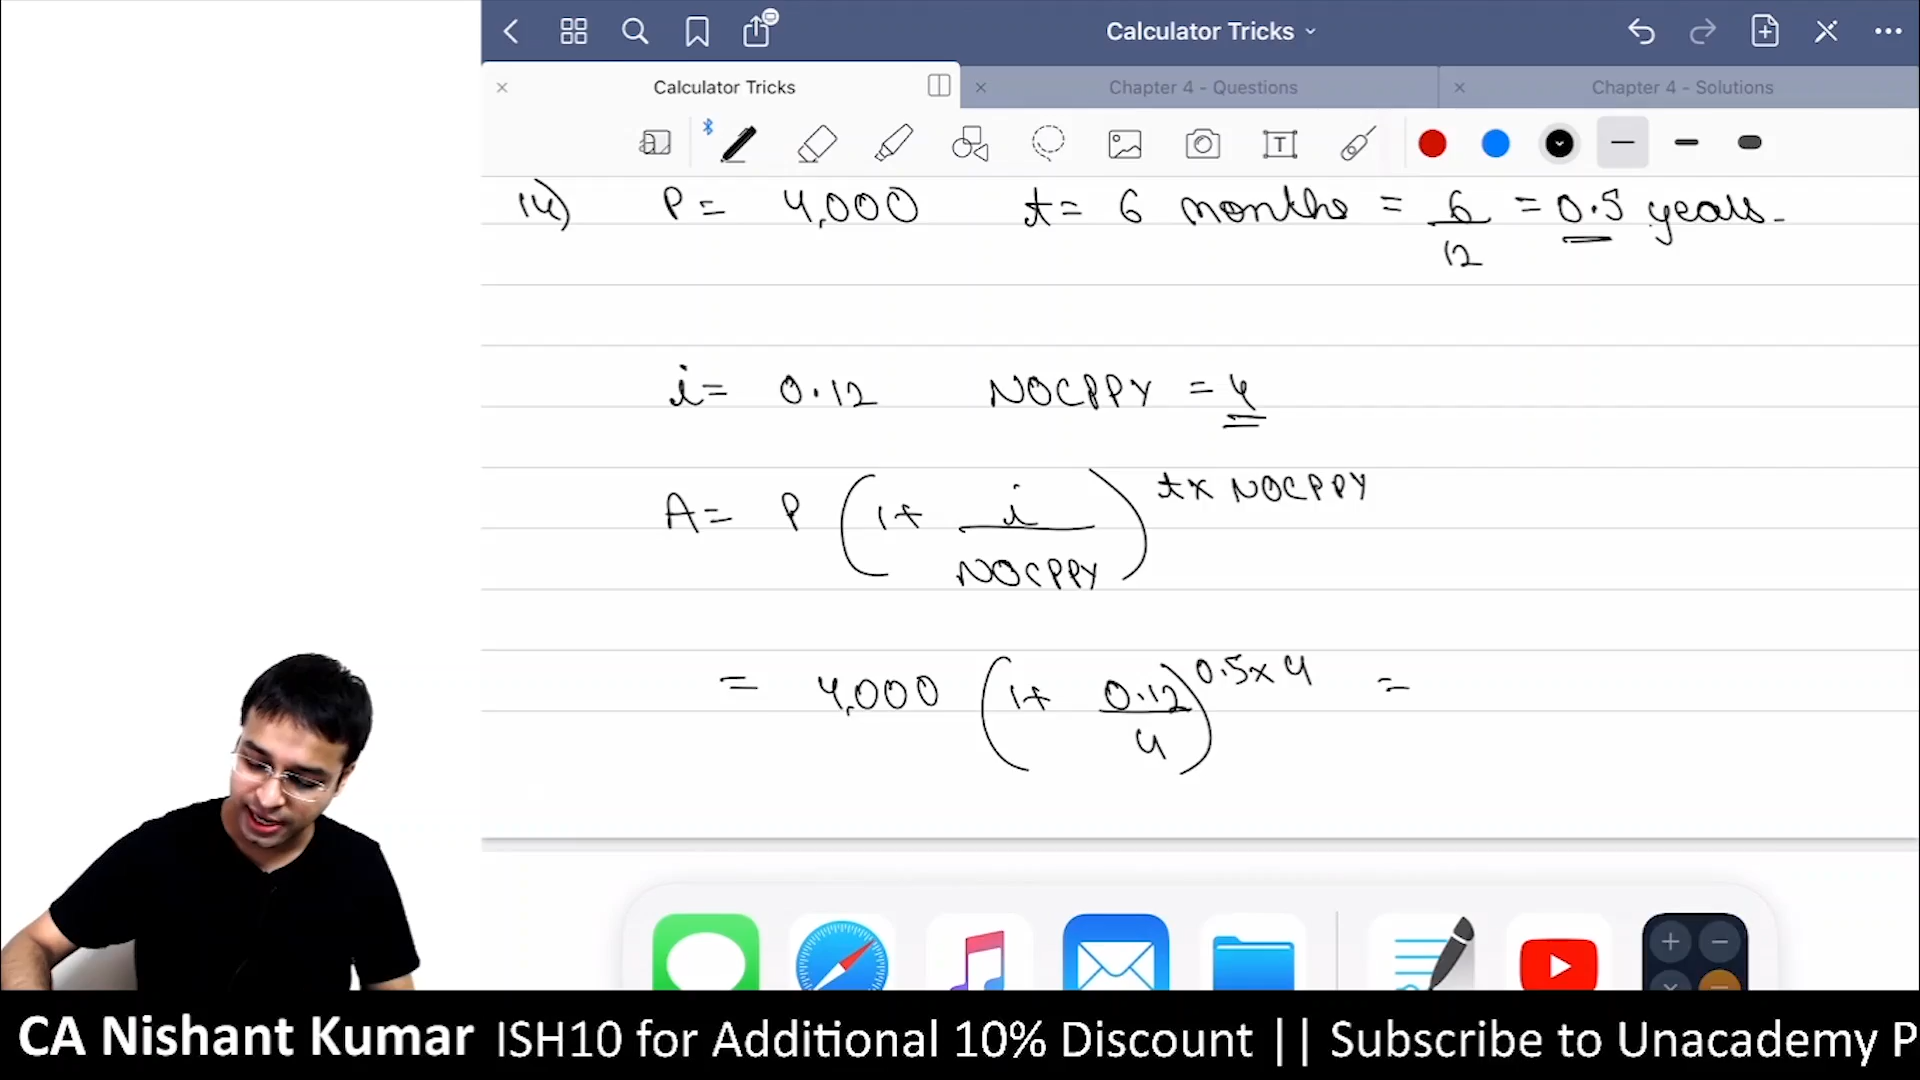 Calculator Tricks
Calculator Tricks
Chapter 4 - Questions
Chapter 4 - Solutions
14) P = 4,000 t = 6 months = 6/12 = 0.5 years.
i = 0.12 NOCPPY = 4
A = P (1+ i/NOCPPY)^t x NOCPPY
= 4,000 (1+ 0.12/4)^0.5 x 4 =
CA Nishant Kumar ISH10 for Additional 10% Discount || Subscribe to Unacademy P